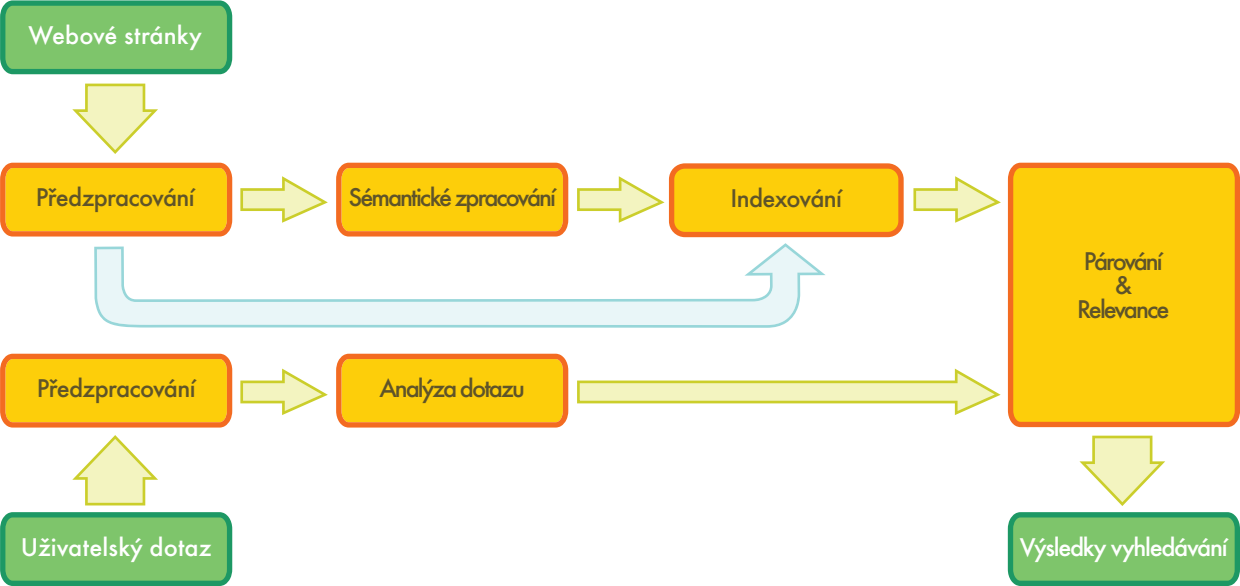 Webové stránky
Předzpracování
Sémantické zpracování
Indexování
Párování
&
Relevance
Předzpracování
Analýza dotazu
Uživatelský dotaz
Výsledky vyhledávání